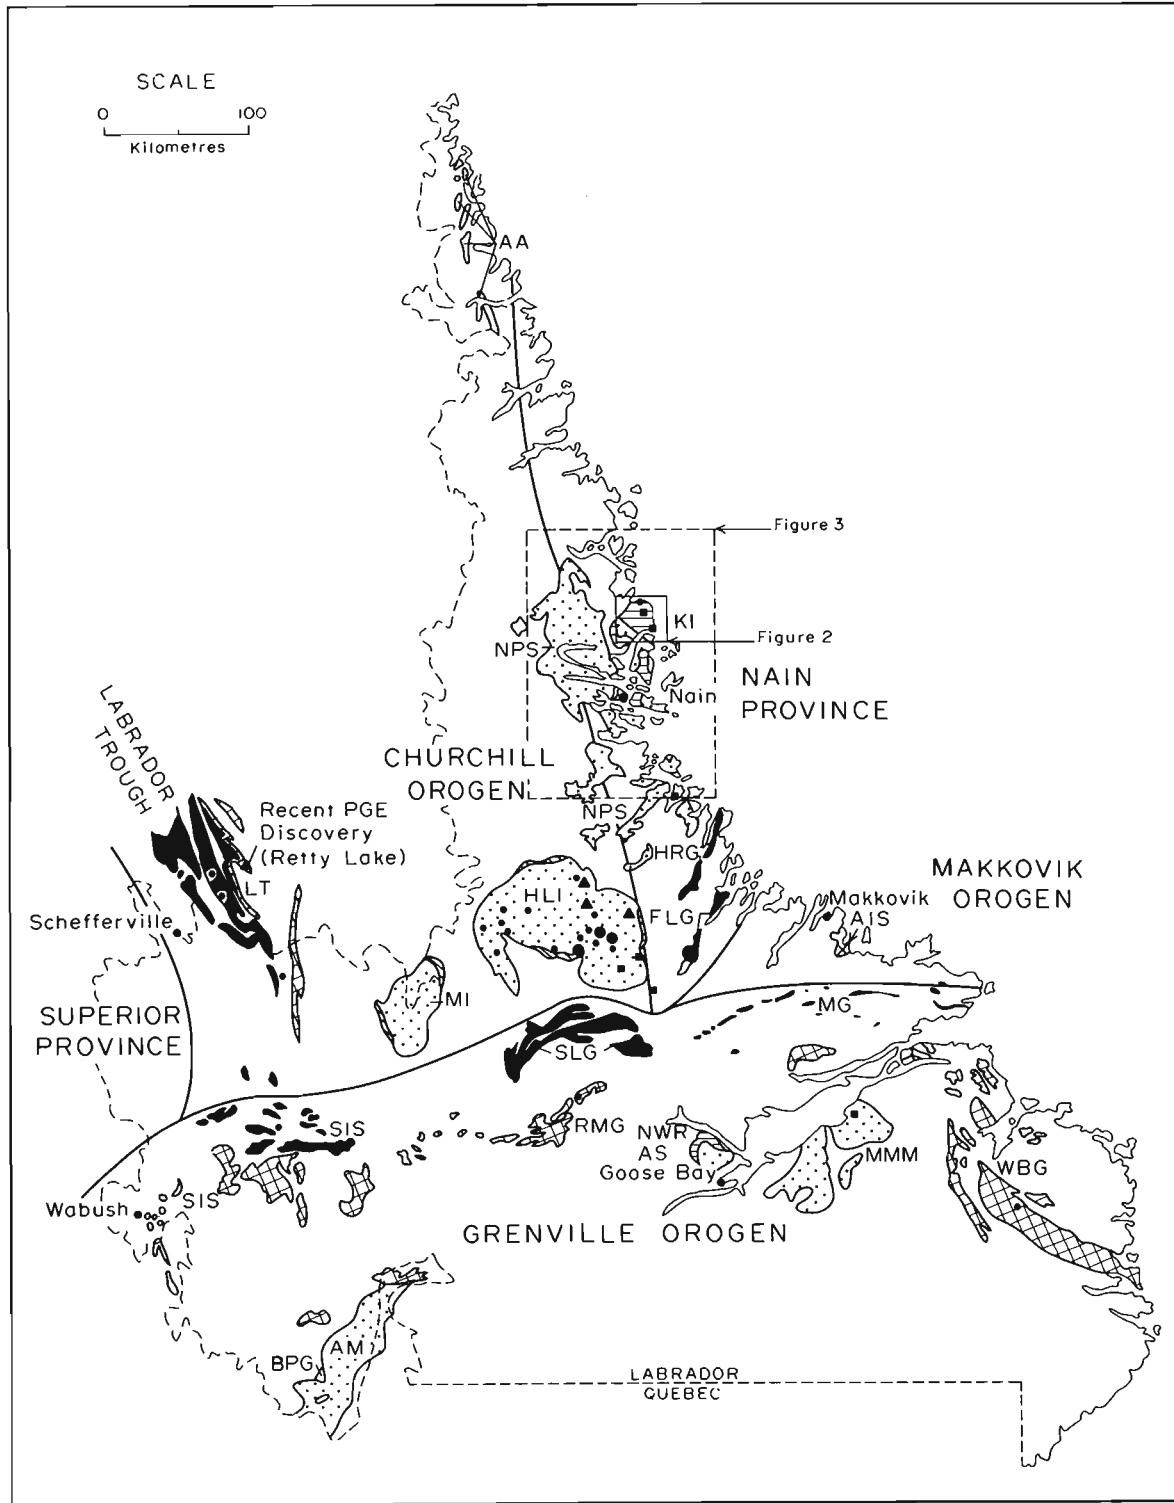 SCALE
0 100
Kilometres
AA
Figure 3
KI
Figure 2
NPS
Nain
NAIN
PROVINCE
LABRADOR
TROUGH
CHURCHILL
OROGEN
NPS
Recent PGE
Discovery
(Retty Lake)
LT
HRG
MAKKOVIK
OROGEN
HLI
FLG
Makkovik
AIS
Schefferville
MI
MG
SUPERIOR
PROVINCE
SLG
SIS
RMG
NWR
AS
Goose Bay
MMM
WBG
Wabush
SIS
GRENVILLE OROGEN
AM
BPG
LABRADOR
QUEBEC